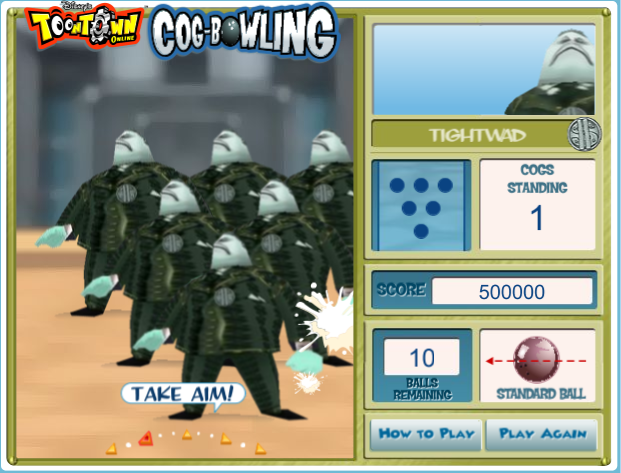 Disney's
TOONTOWN
ONLINE
COG-BOWLING
TIGHTWAD
COGS
STANDING
1
SCORE
500000
10
BALLS
REMAINING
STANDARD BALL
TAKE AIM!
HOW TO PLAY
PLAY AGAIN